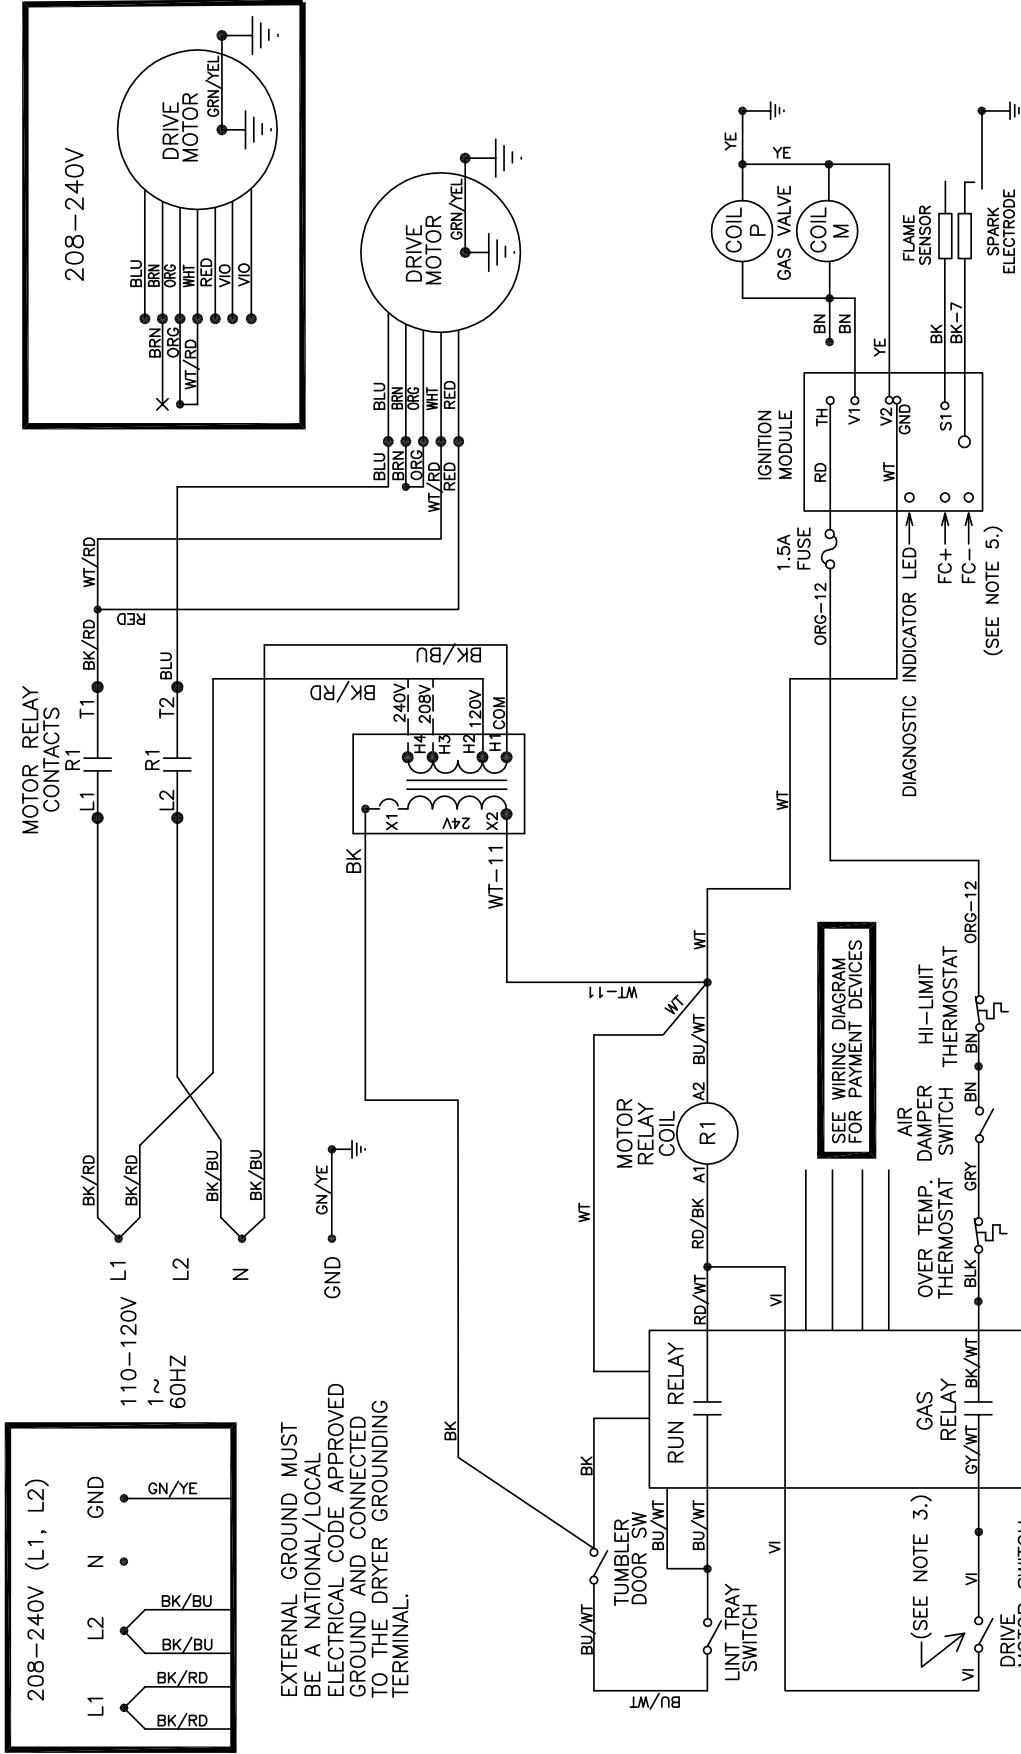 208-240V (L1, L2)
L1
L2
N
GND
BK/RD
BK/RD
BK/BU
BK/BU
GN/YE
110-120V
1~
60HZ
L1
L2
N
GND
BK/RD
BK/RD
BK/BU
BK/BU
GN/YE
EXTERNAL GROUND MUST
BE A NATIONAL/LOCAL
ELECTRICAL CODE APPROVED
GROUND AND CONNECTED
TO THE DRYER GROUNDING
TERMINAL.
MOTOR RELAY
CONTACTS
R1
L1
T1
BK/RD
WT/RD
R1
L2
T2
BLU
RED
BK/BU
BK/RD
208-240V
BLU
BRN
ORG
WHT
RED
VIO
VIO
BRN
ORG
WT/RD
DRIVE
MOTOR
GRN/YEL
BLU
BRN
ORG
WT/RD
RED
BLU
BRN
ORG
WHT
RED
DRIVE
MOTOR
GRN/YEL
240V
208V
120V
COM
H4
H3
H2
H1
X1
24V
X2
BK
WT-11
WT-11
BK
WT
WT
WT
WT
MOTOR
RELAY
COIL
R1
A1
A2
RD/BK
BU/WT
RD/WT
VI
RUN RELAY
BK
BU/WT
BU/WT
TUMBLER
DOOR SW
BU/WT
BU/WT
LINT TRAY
SWITCH
VI
SEE WIRING DIAGRAM
FOR PAYMENT DEVICES
GAS
RELAY
GY/WT
BK/WT
(SEE NOTE 3.)
VI
VI
DRIVE
MOTOR SWITCH
BLK
OVER TEMP.
THERMOSTAT
GRY
AIR
DAMPER
SWITCH
BN
BN
HI-LIMIT
THERMOSTAT
ORG-12
ORG-12
1.5A
FUSE
IGNITION
MODULE
RD
TH
V1
V2
GND
WT
S1
DIAGNOSTIC INDICATOR LED
FC+
FC-
(SEE NOTE 5.)
BN
BN
YE
YE
YE
COIL
P
GAS VALVE
COIL
M
BK
BK-7
FLAME
SENSOR
SPARK
ELECTRODE